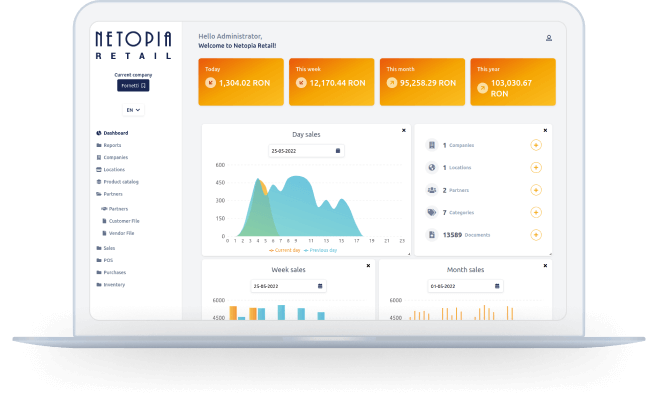 NETOPIA
RETAIL
Current company
Fornetti
EN
Dashboard
Reports
Companies
Locations
Product catalog
Partners
Partners
Customer File
Vendor File
Sales
POS
Purchases
Inventory
Hello Administrator,
Welcome to Netopia Retail!
Today
1,304.02 RON
This week
12,170.44 RON
This month
95,258.29 RON
This year
103,030.67
RON
Day sales
25-05-2022
600
450
300
150
0
0 1 2 3 4 5 6 7 8 9 11 13 15 17 19 21 23
Current day Previous day
1 Companies
1 Locations
2 Partners
7 Categories
13589 Documents
Week sales
25-05-2022
6000
4500
Month sales
01-05-2022
6000
4500